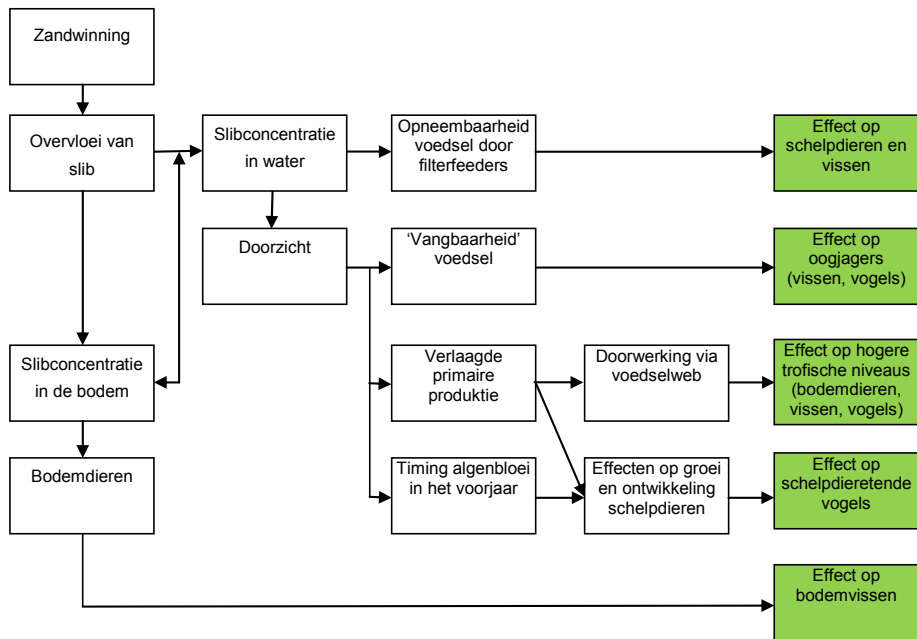 Zandwinning
Overvloei van
slib
Slibconcentratie
in water
Opneembaarheid
voedsel door
filterfeeders
Effect op
schelpdieren en
vissen
Doorzicht
‘Vangbaarheid’
voedsel
Effect op
oogjagers
(vissen, vogels)
Slibconcentratie
in de bodem
Verlaagde
primaire
produktie
Doorwerking via
voedselweb
Effect op hogere
trofische niveaus
(bodemdieren,
vissen, vogels)
Bodemdieren
Timing algenbloei
in het voorjaar
Effecten op groei
en ontwikkeling
schelpdieren
Effect op
schelpdieretende
vogels
Effect op
bodemvissen